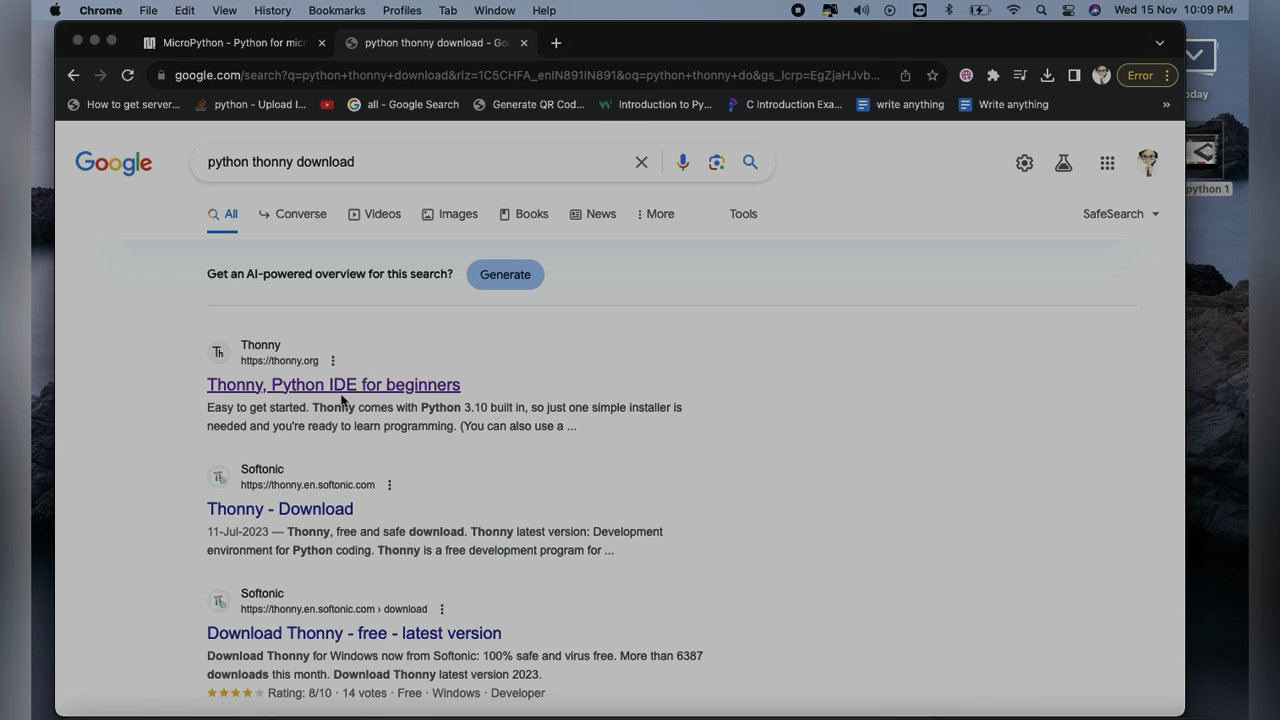 Chrome File Edit View History Bookmarks Profiles Tab Window Help Wed 15 Nov 10:09 PM
MicroPython - Python for micr python thonny download - Go
google.com/search?q=python+thonny+download&rlz=1C5CHFA_enIN891IN891&oq=python+thonny+do&gs_lcrp=EgZjaHJvb... Error
How to get server... python - Upload I... all - Google Search Generate QR Cod... Introduction to Py... C Introduction Exa... write anything Write anything »
oday
Google python thonny download
python 1
All Converse Videos Images Books News More Tools SafeSearch
Get an AI-powered overview for this search? Generate
Th Thonny
https://thonny.org
Thonny, Python IDE for beginners
Easy to get started. Thonny comes with Python 3.10 built in, so just one simple installer is
needed and you're ready to learn programming. (You can also use a ...
Softonic
https://thonny.en.softonic.com
Thonny - Download
11-Jul-2023 — Thonny, free and safe download. Thonny latest version: Development
environment for Python coding. Thonny is a free development program for ...
Softonic
https://thonny.en.softonic.com › download
Download Thonny - free - latest version
Download Thonny for Windows now from Softonic: 100% safe and virus free. More than 6387
downloads this month. Download Thonny latest version 2023.
Rating: 8/10 · 14 votes · Free · Windows · Developer